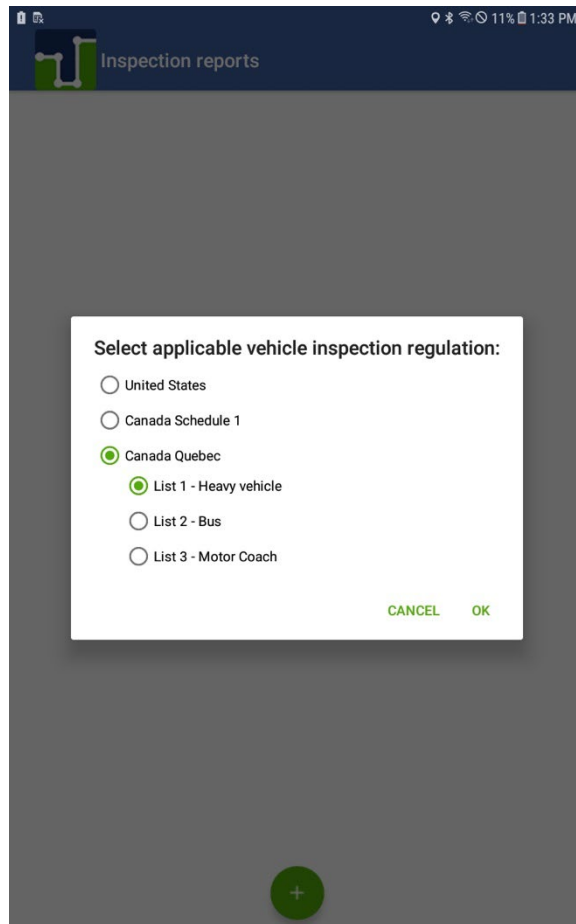 11% 1:33 PM
Inspection reports
Select applicable vehicle inspection regulation:
United States
Canada Schedule 1
Canada Quebec
List 1 - Heavy vehicle
List 2 - Bus
List 3 - Motor Coach
CANCEL OK
+